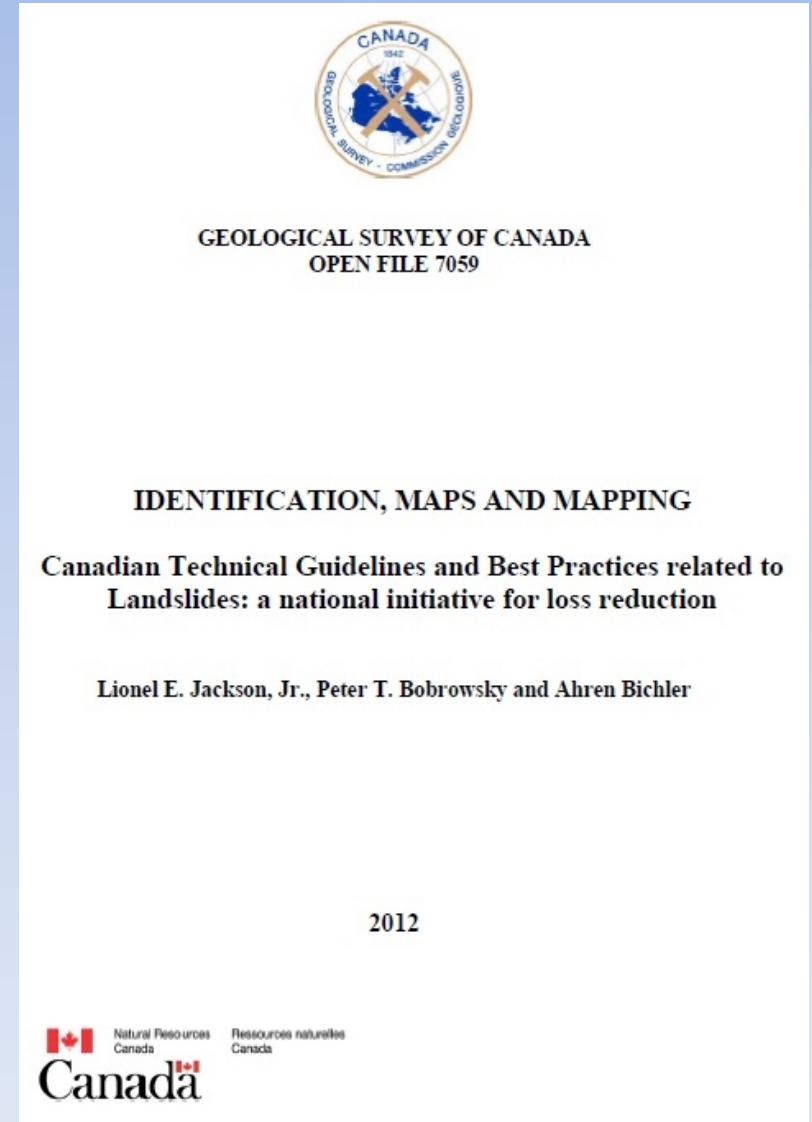 CANADA
1842
GEOLOGICAL SURVEY - COMMISSION GÉOLOGIQUE
GEOLOGICAL SURVEY OF CANADA
OPEN FILE 7059
IDENTIFICATION, MAPS AND MAPPING
Canadian Technical Guidelines and Best Practices related to
Landslides: a national initiative for loss reduction
Lionel E. Jackson, Jr., Peter T. Bobrowsky and Ahren Bichler
2012
Natural Resources Ressources naturelles
Canada Canada
Canada